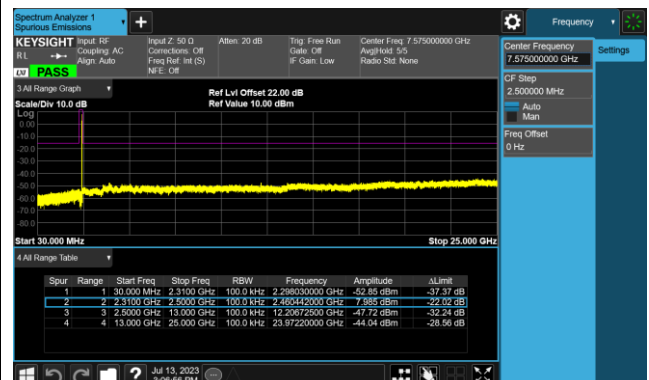 Spectrum Analyzer 1
Spurious Emissions
Frequency
KEYSIGHT
Input: RF
Coupling: AC
Align: Auto
Input Z: 50 Ω
Corrections: Off
Freq Ref: Int (S)
NFE: Off
Atten: 20 dB
Trig: Free Run
Gate: Off
IF Gain: Low
Center Freq: 7.575000000 GHz
Avg|Hold: 5/5
Radio Std: None
R L
LXI
PASS
3 All Range Graph
Scale/Div 10.0 dB
Ref Lvl Offset 22.00 dB
Ref Value 10.00 dBm
Log
0.00
-10.0
-20.0
-30.0
-40.0
-50.0
-60.0
-70.0
-80.0
Start 30.000 MHz
Stop 25.000 GHz
4 All Range Table
Spur Range Start Freq Stop Freq RBW Frequency Amplitude ΔLimit
1 1 30.000 MHz 2.3100 GHz 100.0 kHz 2.298030000 GHz -52.85 dBm -37.37 dB
2 2 2.3100 GHz 2.5000 GHz 100.0 kHz 2.460442000 GHz 7.985 dBm -22.02 dB
3 3 2.5000 GHz 13.000 GHz 100.0 kHz 12.20672500 GHz -47.72 dBm -32.24 dB
4 4 13.000 GHz 25.000 GHz 100.0 kHz 23.97220000 GHz -44.04 dBm -28.56 dB
Center Frequency
7.575000000 GHz
CF Step
2.500000 MHz
Auto
Man
Freq Offset
0 Hz
Settings
?
Jul 13, 2023
3:06:56 PM